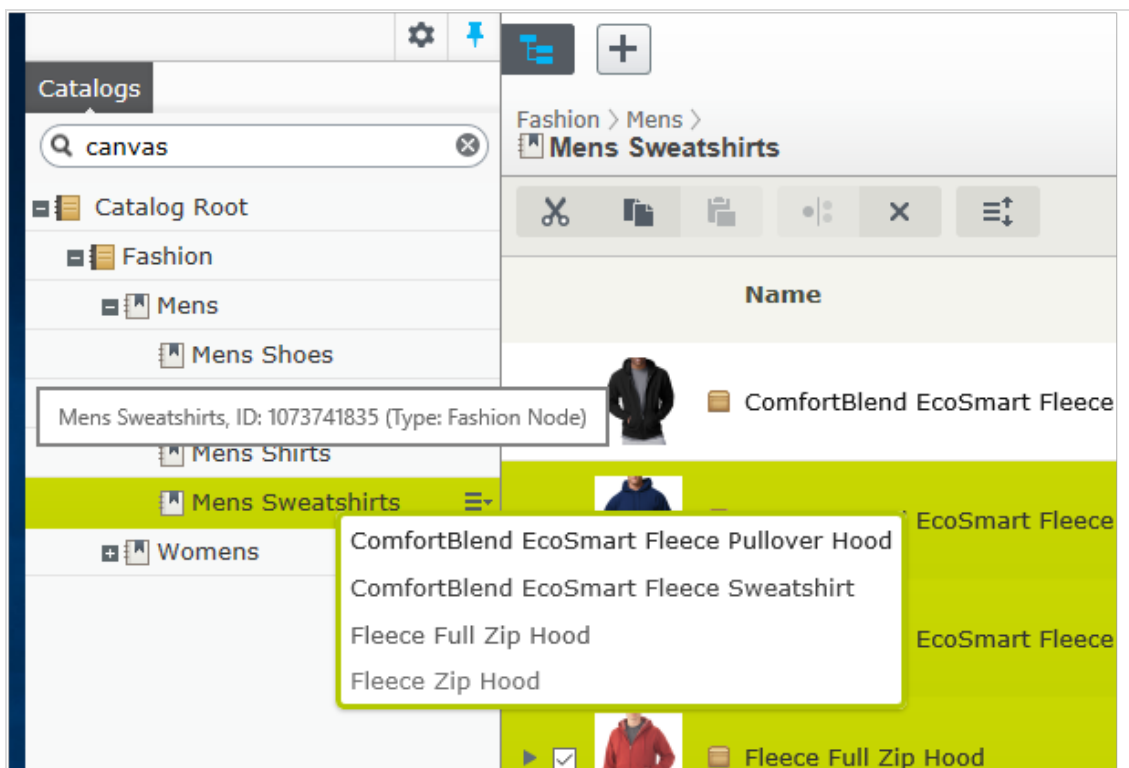 Catalogs
canvas
Catalog Root
Fashion
Mens
Mens Shoes
Mens Sweatshirts, ID: 1073741835 (Type: Fashion Node)
Mens Shirts
Mens Sweatshirts
Womens
Fashion > Mens >
Mens Sweatshirts
Name
ComfortBlend EcoSmart Fleece
EcoSmart Fleece
ComfortBlend EcoSmart Fleece Pullover Hood
ComfortBlend EcoSmart Fleece Sweatshirt
Fleece Full Zip Hood
Fleece Zip Hood
EcoSmart Fleece
Fleece Full Zip Hood